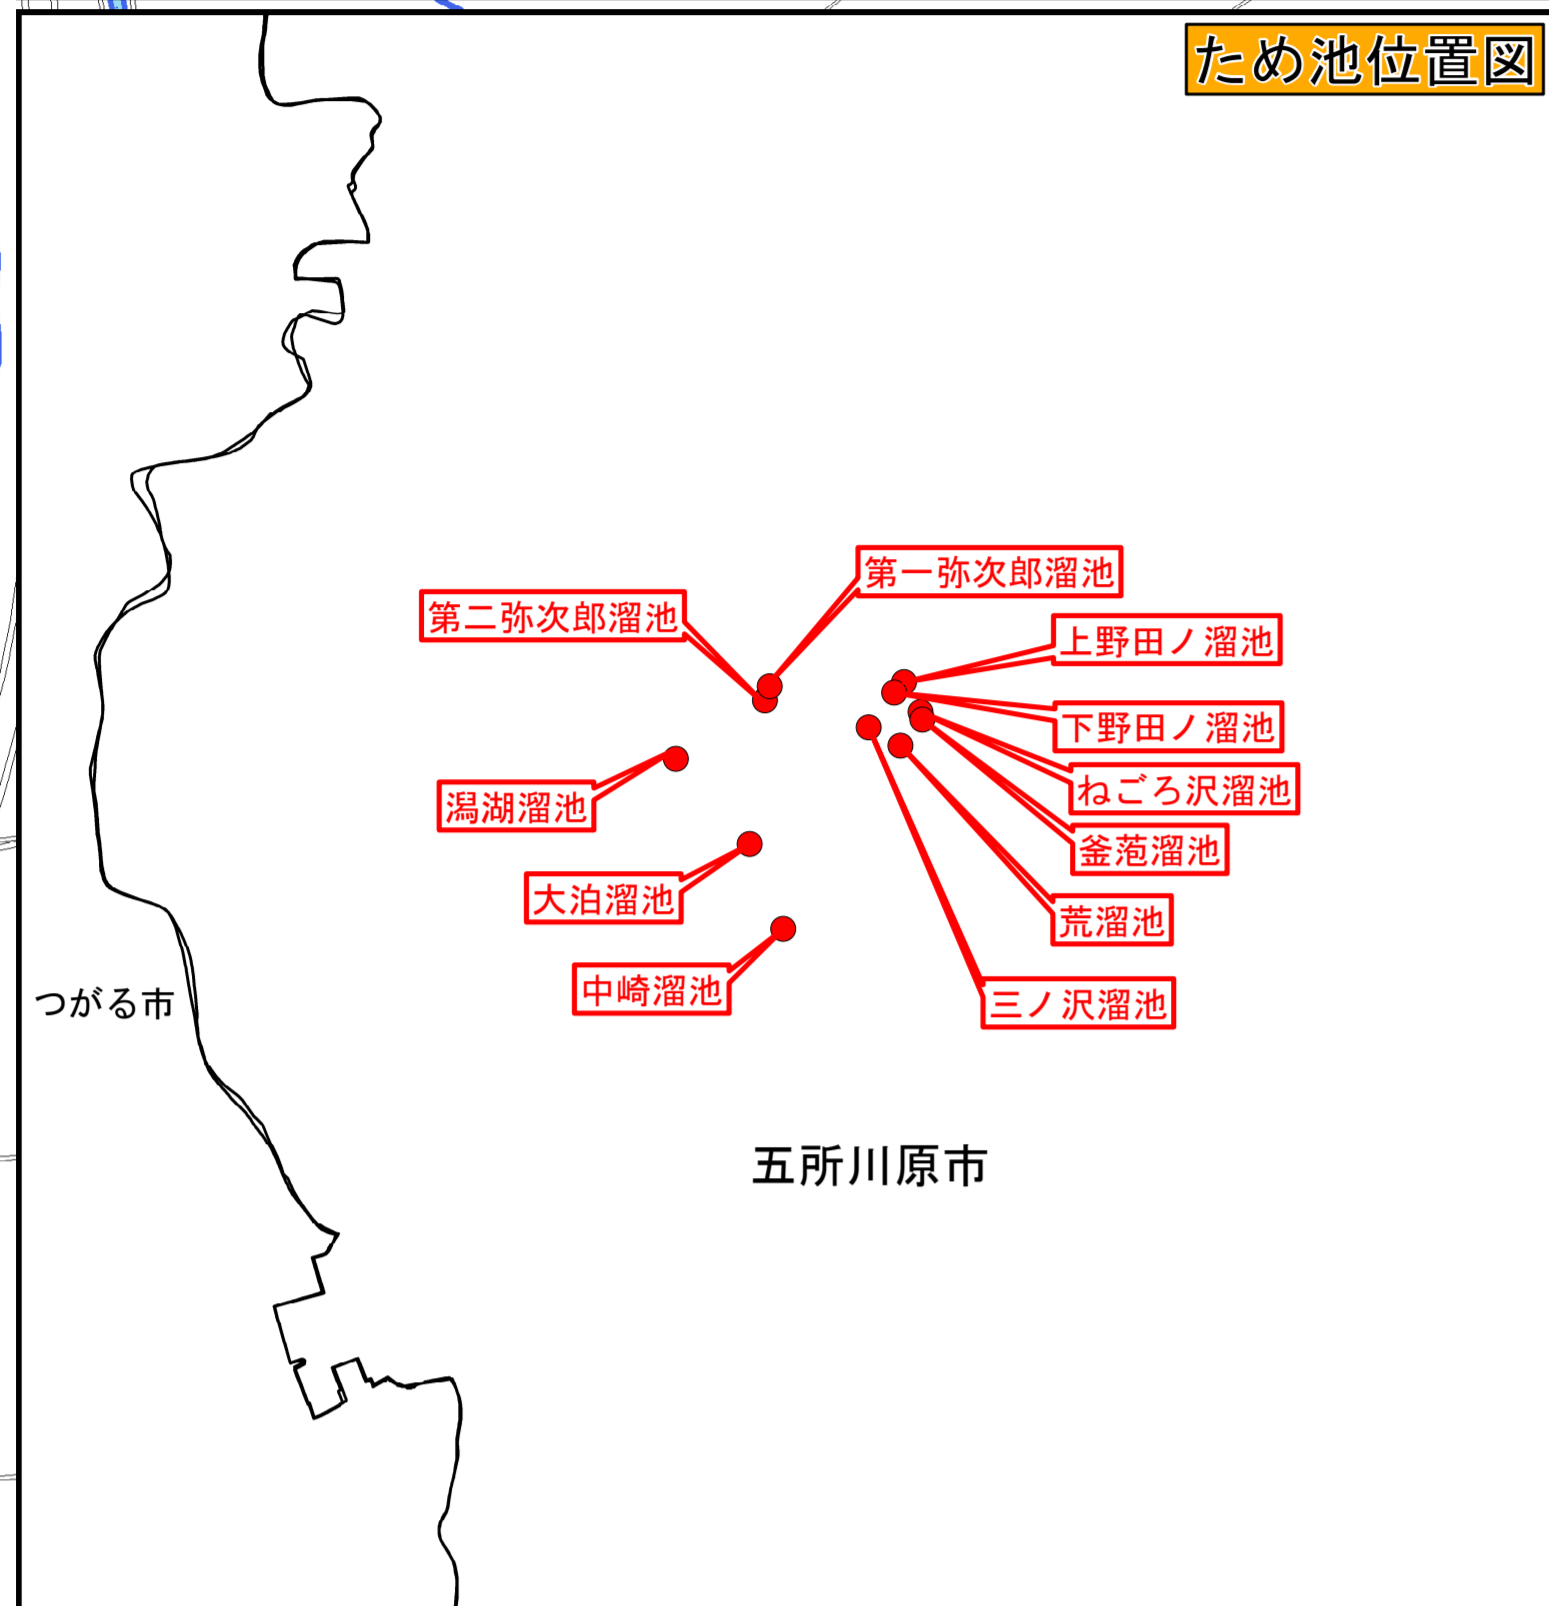 ため池位置図
第一弥次郎溜池
第二弥次郎溜池
上野田ノ溜池
下野田ノ溜池
ねごろ沢溜池
潟湖溜池
釜萢溜池
大泊溜池
荒溜池
中崎溜池
三ノ沢溜池
つがる市
五所川原市